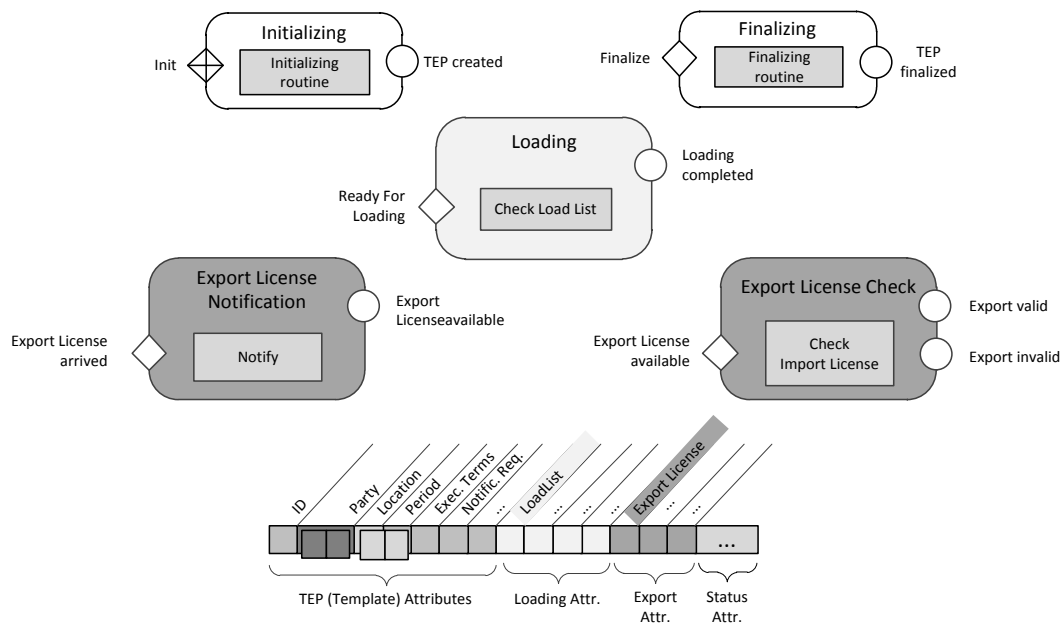 Initializing
Init
Initializing
routine
TEP created
Finalizing
Finalize
Finalizing
routine
TEP
finalized
Loading
Ready For
Loading
Check Load List
Loading
completed
Export License
Notification
Export License
arrived
Notify
Export
Licenseavailable
Export License Check
Export License
available
Check
Import License
Export valid
Export invalid
ID
Party
Location
Period
Exec. Terms
Notific. Req.
...
LoadList
...
...
...
Export License
...
...
...
TEP (Template) Attributes
Loading Attr.
Export
Attr.
Status
Attr.